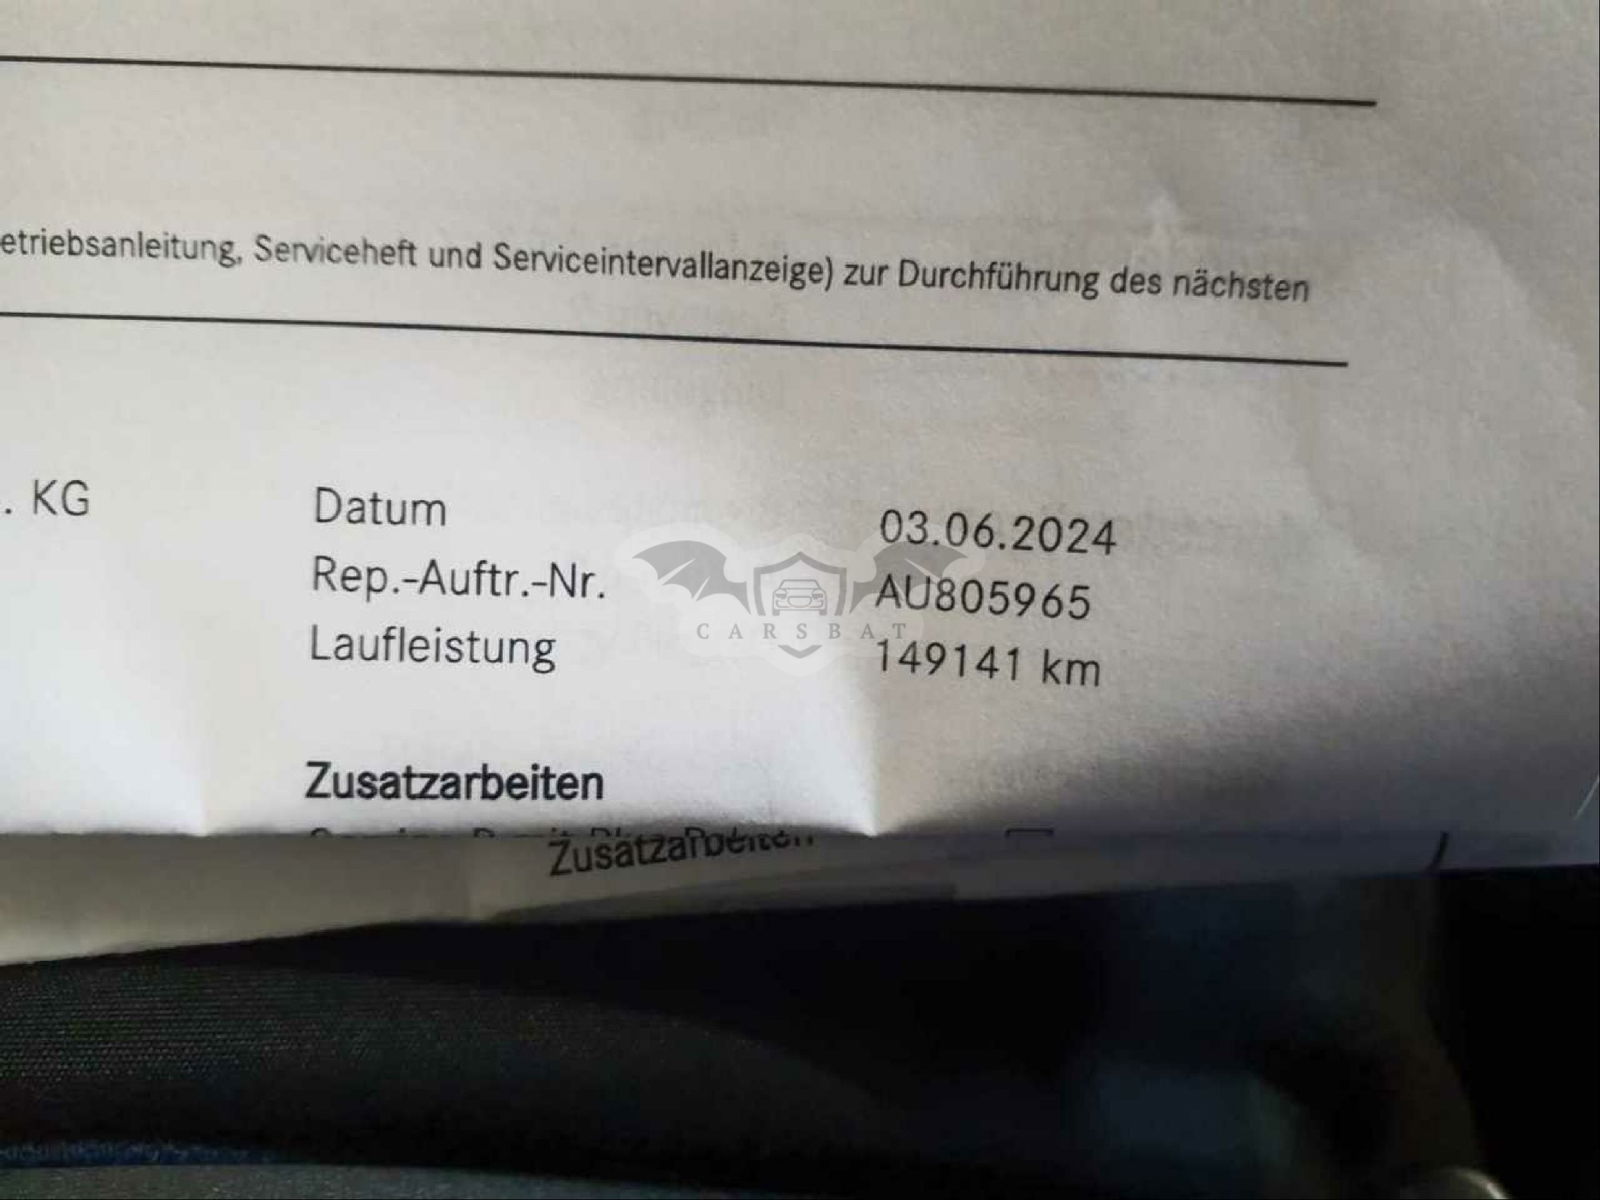 etriebsanleitung, Serviceheft und Serviceintervallanzeige) zur Durchführung des nächsten
. KG
Datum 03.06.2024
Rep.-Auftr.-Nr. AU805965
Laufleistung 149141 km
CARSBAT
Zusatzarbeiten
Zusatzarbeiten